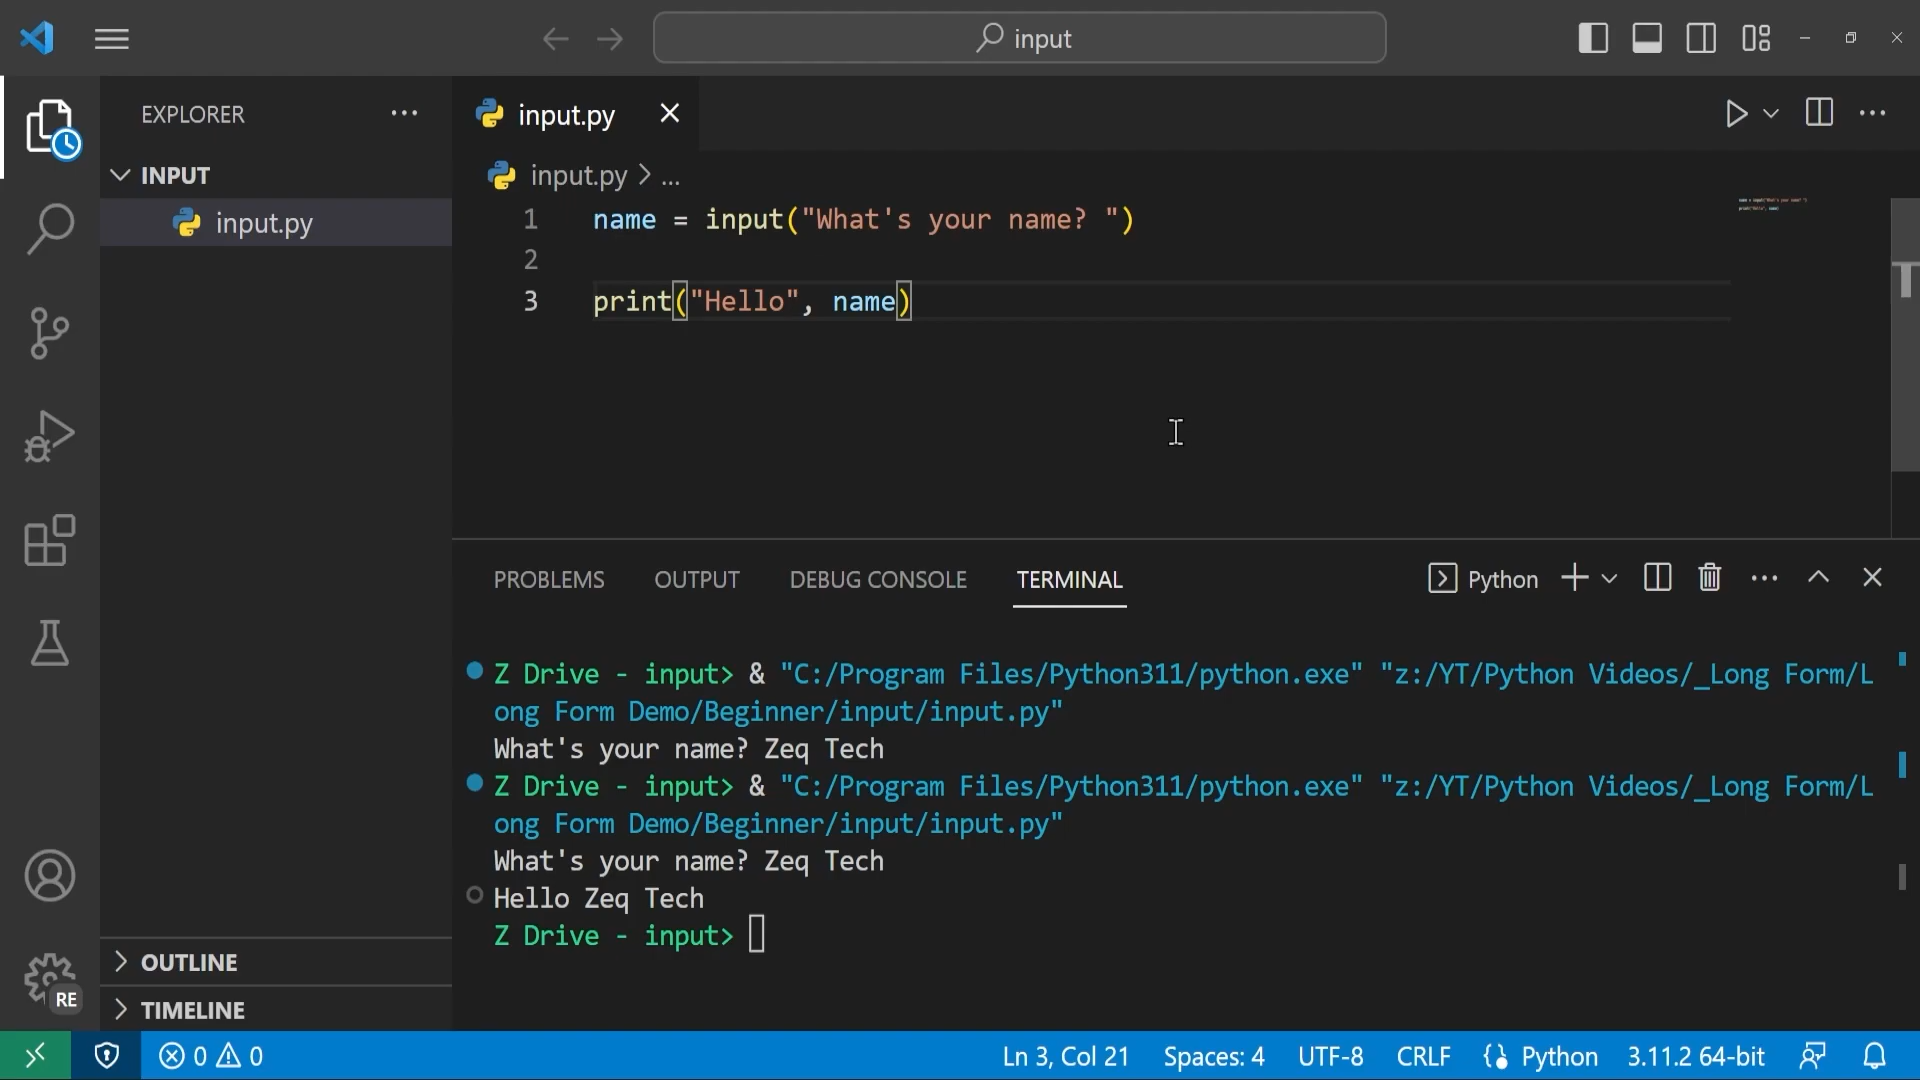 input
EXPLORER
INPUT
input.py
OUTLINE
TIMELINE
RE
input.py
input.py > ...
1 name = input("What's your name? ")
2
3 print("Hello", name)
PROBLEMS OUTPUT DEBUG CONSOLE TERMINAL Python
Z Drive - input> & "C:/Program Files/Python311/python.exe" "z:/YT/Python Videos/_Long Form/L
ong Form Demo/Beginner/input/input.py"
What's your name? Zeq Tech
Z Drive - input> & "C:/Program Files/Python311/python.exe" "z:/YT/Python Videos/_Long Form/L
ong Form Demo/Beginner/input/input.py"
What's your name? Zeq Tech
Hello Zeq Tech
Z Drive - input>
0 0 Ln 3, Col 21 Spaces: 4 UTF-8 CRLF Python 3.11.2 64-bit